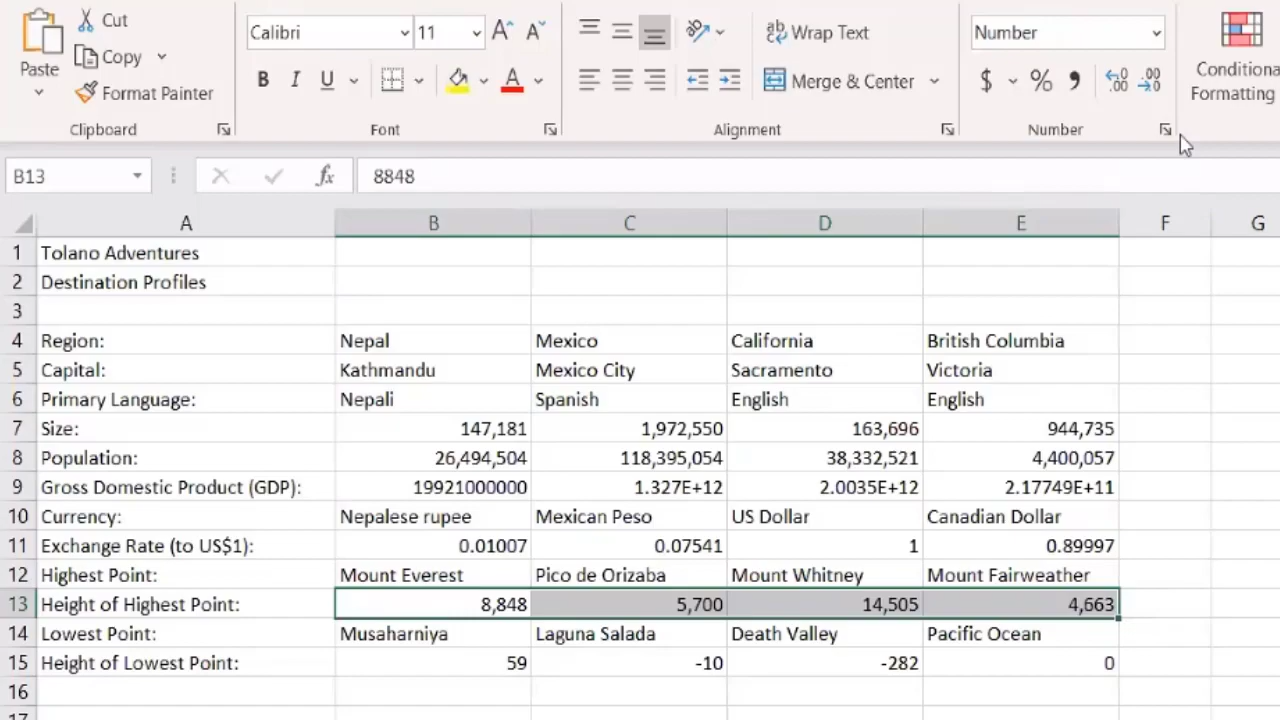 Cut
Calibri 11 A A Wrap Text Number
Copy
Paste B I U A Merge & Center $ % Conditiona
Format Painter Formatting
Clipboard Font Alignment Number
B13 fx 8848
A B C D E F G
1 Tolano Adventures
2 Destination Profiles
3
4 Region: Nepal Mexico California British Columbia
5 Capital: Kathmandu Mexico City Sacramento Victoria
6 Primary Language: Nepali Spanish English English
7 Size: 147,181 1,972,550 163,696 944,735
8 Population: 26,494,504 118,395,054 38,332,521 4,400,057
9 Gross Domestic Product (GDP): 19921000000 1.327E+12 2.0035E+12 2.17749E+11
10 Currency: Nepalese rupee Mexican Peso US Dollar Canadian Dollar
11 Exchange Rate (to US$1): 0.01007 0.07541 1 0.89997
12 Highest Point: Mount Everest Pico de Orizaba Mount Whitney Mount Fairweather
13 Height of Highest Point: 8,848 5,700 14,505 4,663
14 Lowest Point: Musaharniya Laguna Salada Death Valley Pacific Ocean
15 Height of Lowest Point: 59 -10 -282 0
16
17